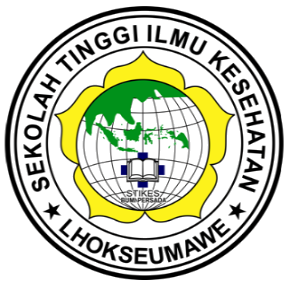 SEKOLAH TINGGI ILMU KESEHATAN
STIKES
BUMI PERSADA
LHOKSEUMAWE